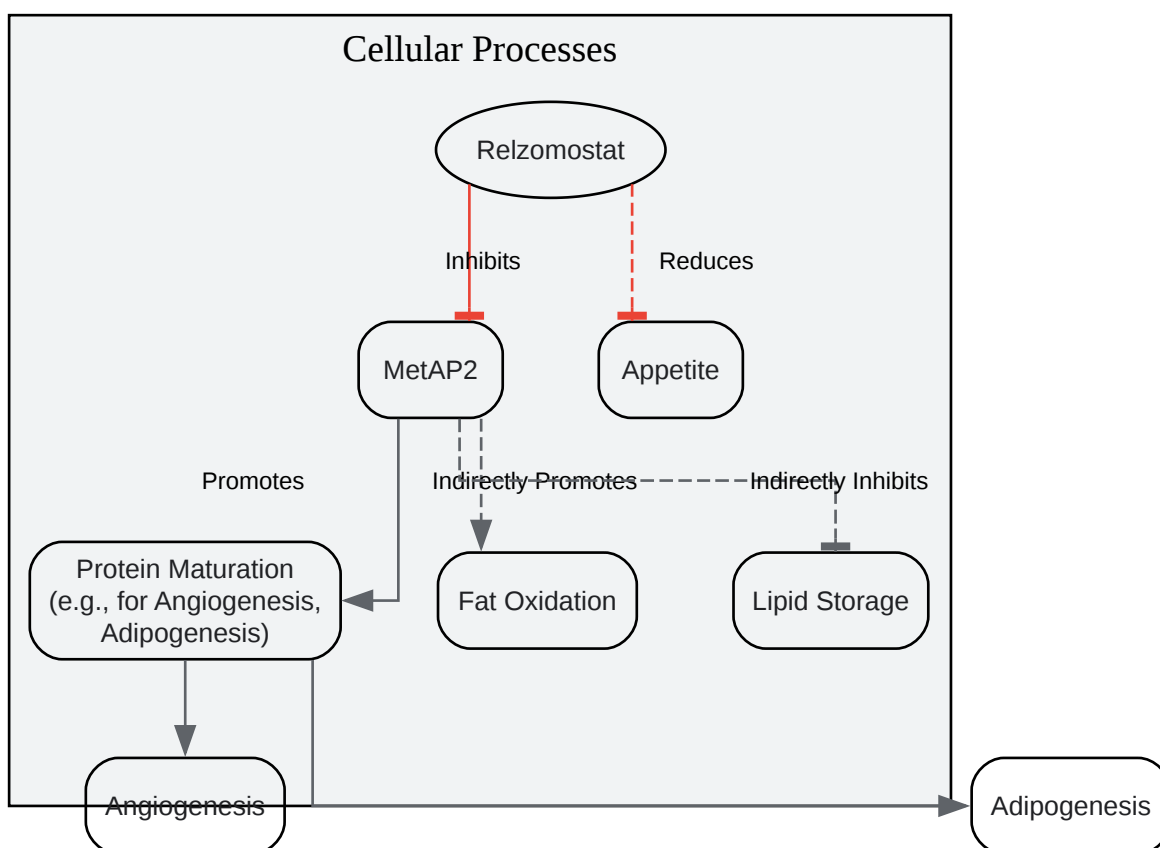 Cellular Processes
Relzomostat
Inhibits
Reduces
MetAP2
Appetite
Promotes
Indirectly Promotes
Indirectly Inhibits
Protein Maturation
(e.g., for Angiogenesis,
Adipogenesis)
Fat Oxidation
Lipid Storage
Angiogenesis
Adipogenesis